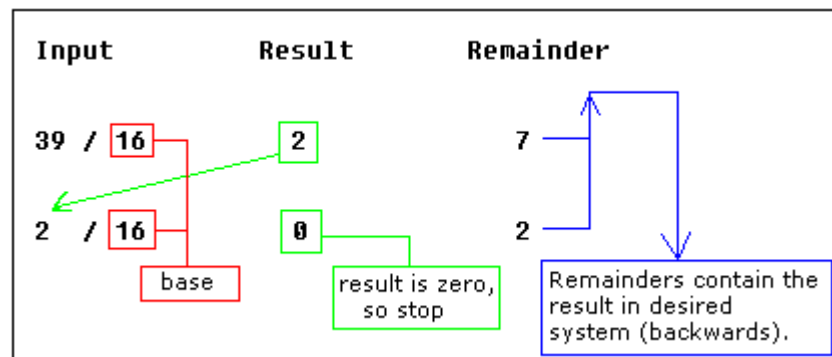 Input Result Remainder
39 / 16 2 7
2 / 16 0 2
base
result is zero,
so stop
Remainders contain the
result in desired
system (backwards).